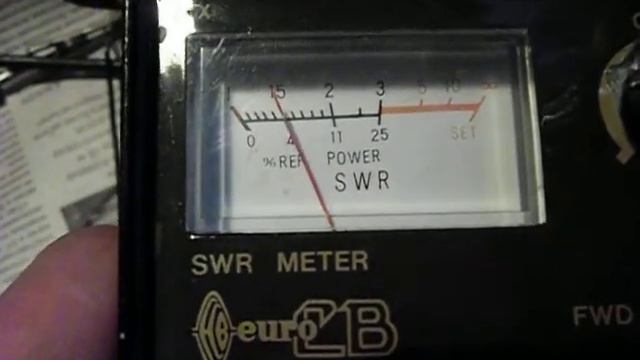 1 1.5 2 3 5 10 ∞
0 4 11 25 SET
% REF POWER
SWR
SWR METER
euro CB
FWD